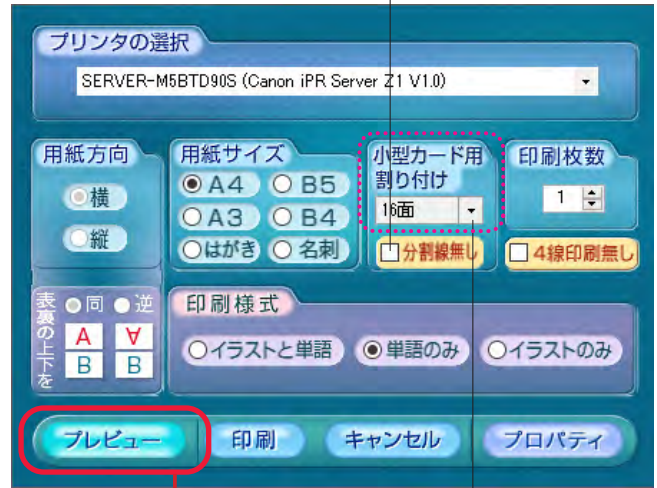 プリンタの選択
SERVER-M5BTD90S (Canon iPR Server Z1 V1.0)
用紙方向
横
縦
用紙サイズ
A4 B5
A3 B4
はがき 名刺
小型カード用
割り付け
16面
分割線無し
印刷枚数
1
4線印刷無し
表裏の上下を
同 逆
A A
B B
印刷様式
イラストと単語 単語のみ イラストのみ
プレビュー 印刷 キャンセル プロパティ